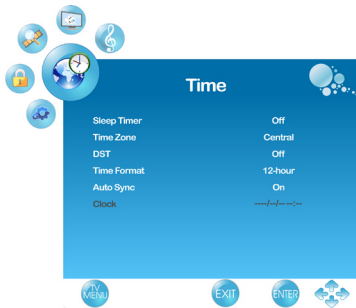 Time
Sleep Timer Off
Time Zone Central
DST Off
Time Format 12-hour
Auto Sync On
Clock ----/--/-- --:--
TV MENU EXIT ENTER